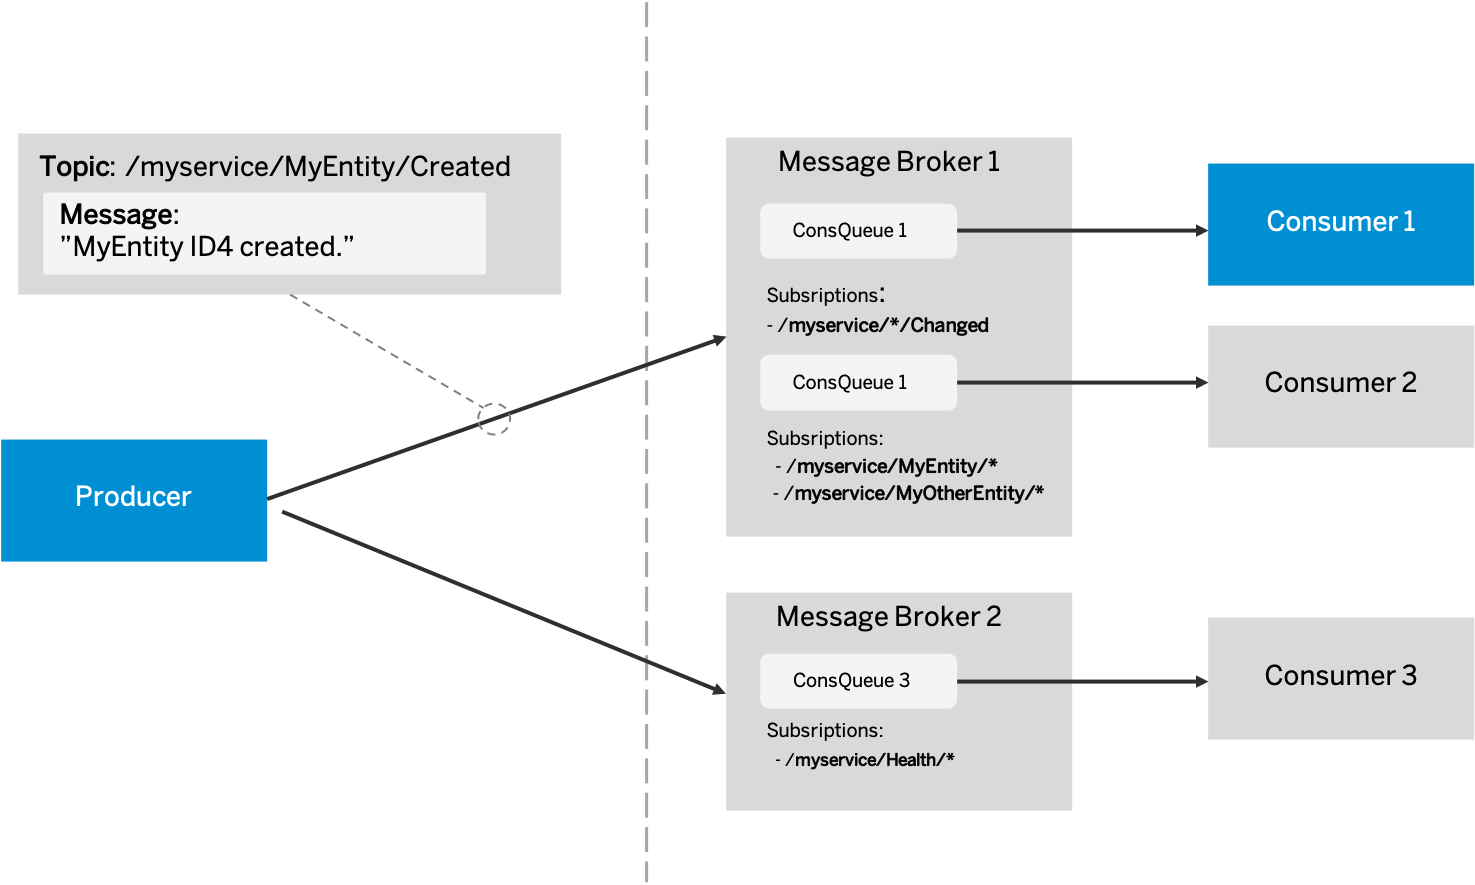 Topic: /myservice/MyEntity/Created
Message:
”MyEntity ID4 created.”
Producer
Message Broker 1
ConsQueue 1
Subsriptions:
- /myservice/*/Changed
ConsQueue 1
Subsriptions:
- /myservice/MyEntity/*
- /myservice/MyOtherEntity/*
Message Broker 2
ConsQueue 3
Subsriptions:
- /myservice/Health/*
Consumer 1
Consumer 2
Consumer 3